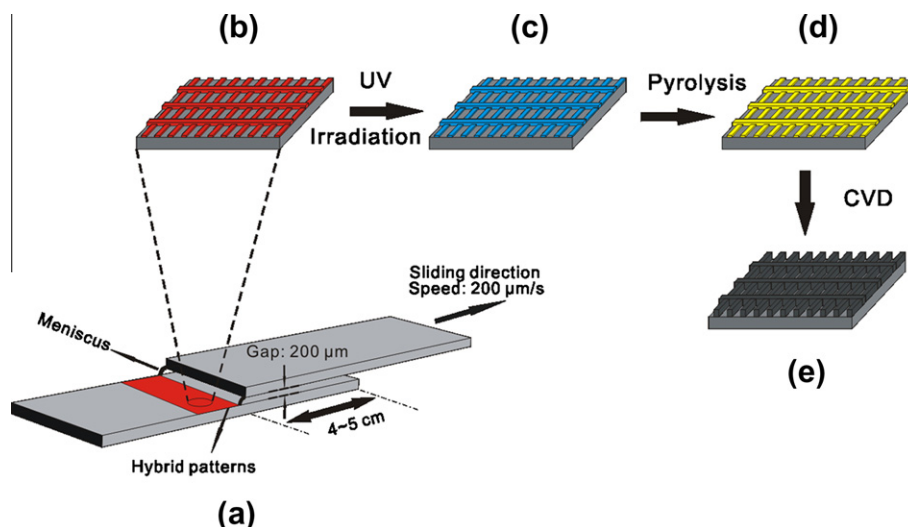 (b)
(c)
(d)
UV
Irradiation
Pyrolysis
CVD
(e)
Sliding direction
Speed: 200 µm/s
Meniscus
Gap: 200 µm
4~5 cm
Hybrid patterns
(a)